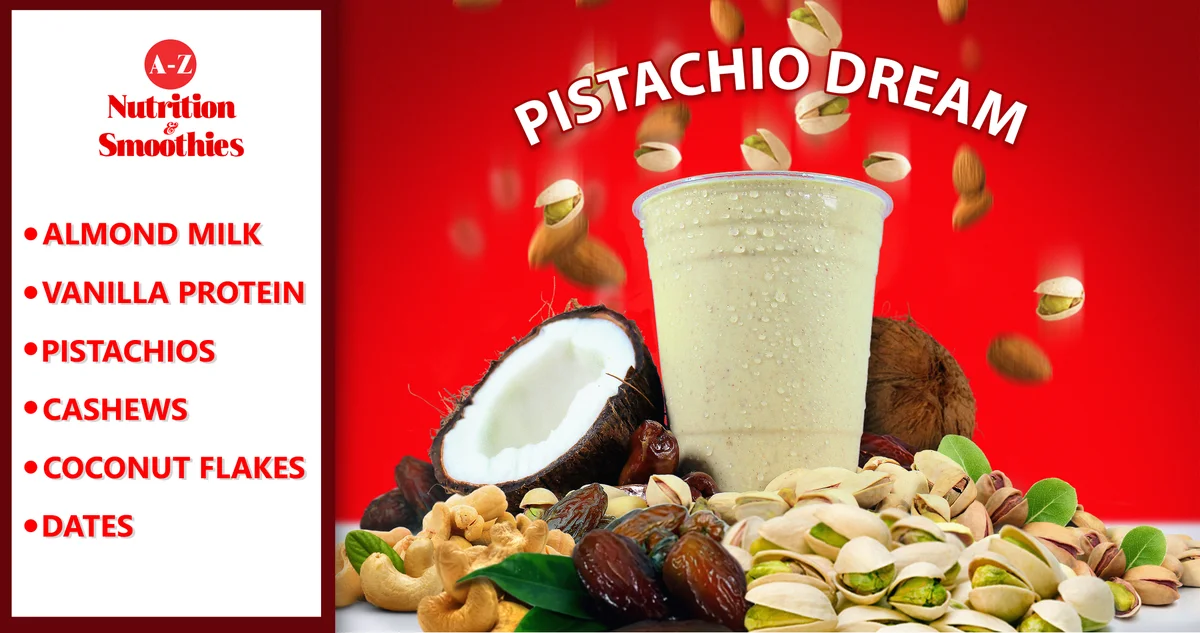 A-Z
Nutrition
&
Smoothies
• ALMOND MILK
• VANILLA PROTEIN
• PISTACHIOS
• CASHEWS
• COCONUT FLAKES
• DATES
PISTACHIO DREAM